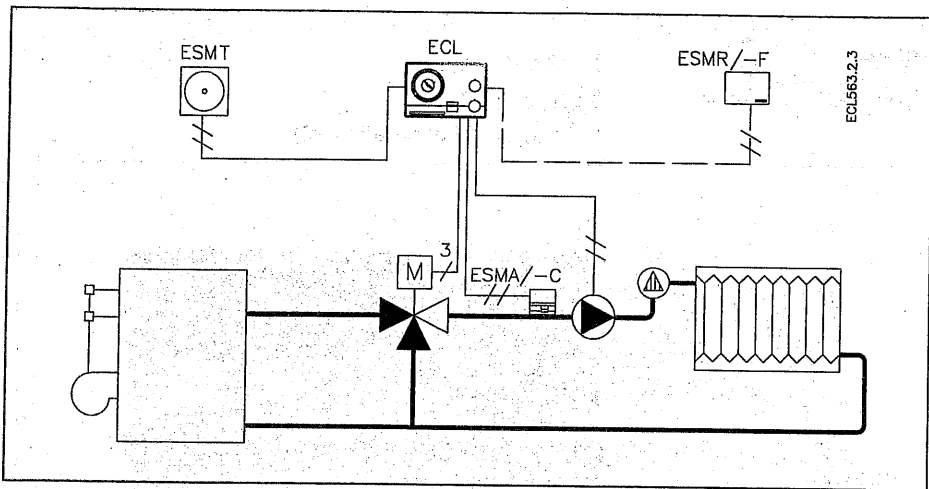 ESMT
ECL
ESMR/-F
ECL563.2.3
M
3
ESMA/-C